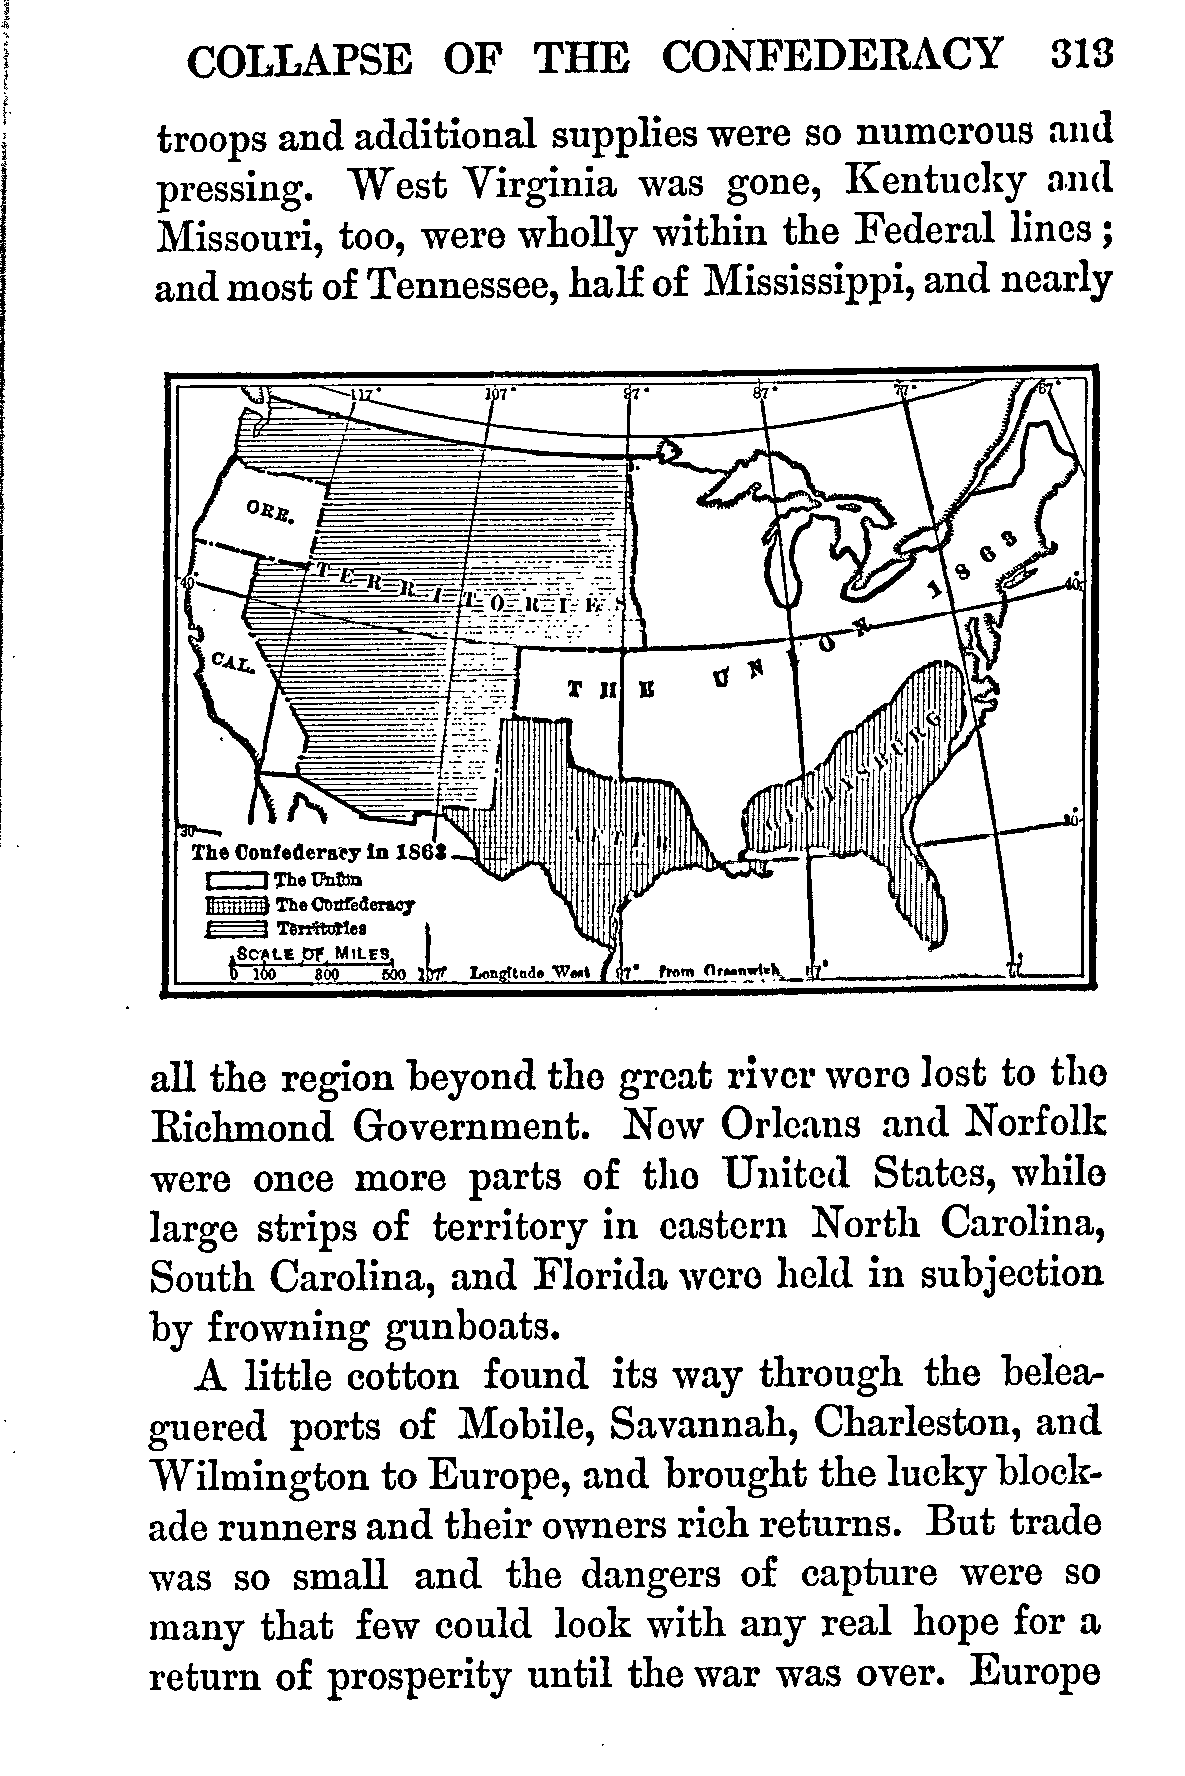 COLLAPSE OF THE CONFEDERACY 313
troops and additional supplies were so numerous and
pressing. West Virginia was gone, Kentucky and
Missouri, too, were wholly within the Federal lines;
and most of Tennessee, half of Mississippi, and nearly
117° 107° 97° 87° 77° 67°
ORE.
TERRITORIES
1863
40° 40°
CAL.
THE UNION
AFTER GETTYSBURG
30° 30°
The Confederacy in 1863
The Union
The Confederacy
Territories
SCALE OF MILES
0 100 300 500
107° Longitude West 97° from Greenwich 87° 77°
all the region beyond the great river were lost to the
Richmond Government. New Orleans and Norfolk
were once more parts of the United States, while
large strips of territory in eastern North Carolina,
South Carolina, and Florida were held in subjection
by frowning gunboats.
A little cotton found its way through the belea-
guered ports of Mobile, Savannah, Charleston, and
Wilmington to Europe, and brought the lucky block-
ade runners and their owners rich returns. But trade
was so small and the dangers of capture were so
many that few could look with any real hope for a
return of prosperity until the war was over. Europe